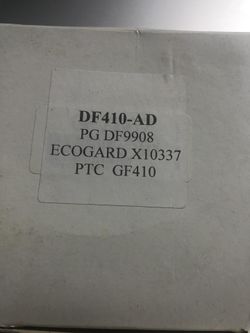 DF410-AD
PG DF9908
ECOGARD X10337
PTC GF410